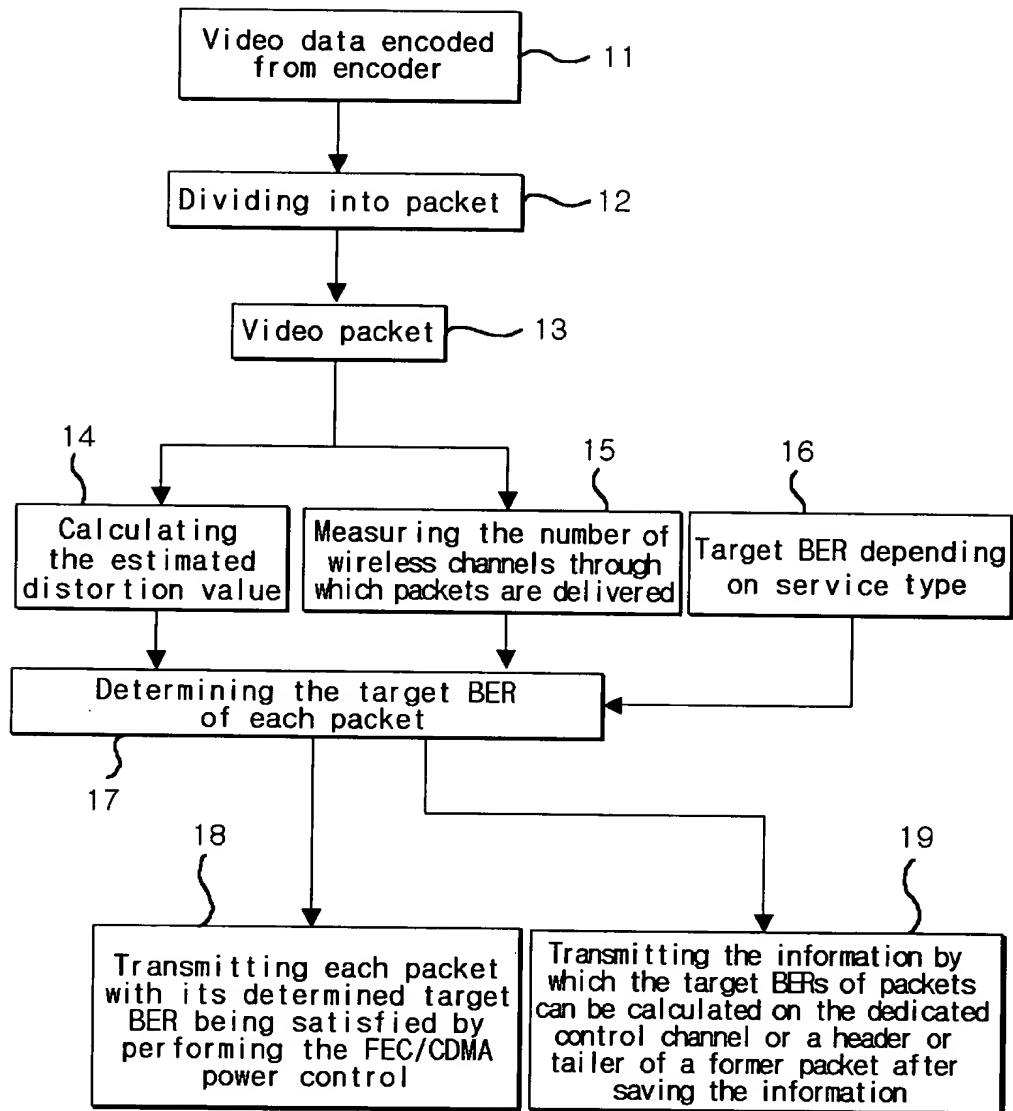 Video data encoded
from encoder
11
Dividing into packet
12
Video packet
13
14
15
16
Calculating
the estimated
distortion value
Measuring the number of
wireless channels through
which packets are delivered
Target BER depending
on service type
Determining the target BER
of each packet
17
18
19
Transmitting each packet
with its determined target
BER being satisfied by
performing the FEC/CDMA
power control
Transmitting the information by
which the target BERs of packets
can be calculated on the dedicated
control channel or a header or
tailer of a former packet after
saving the information